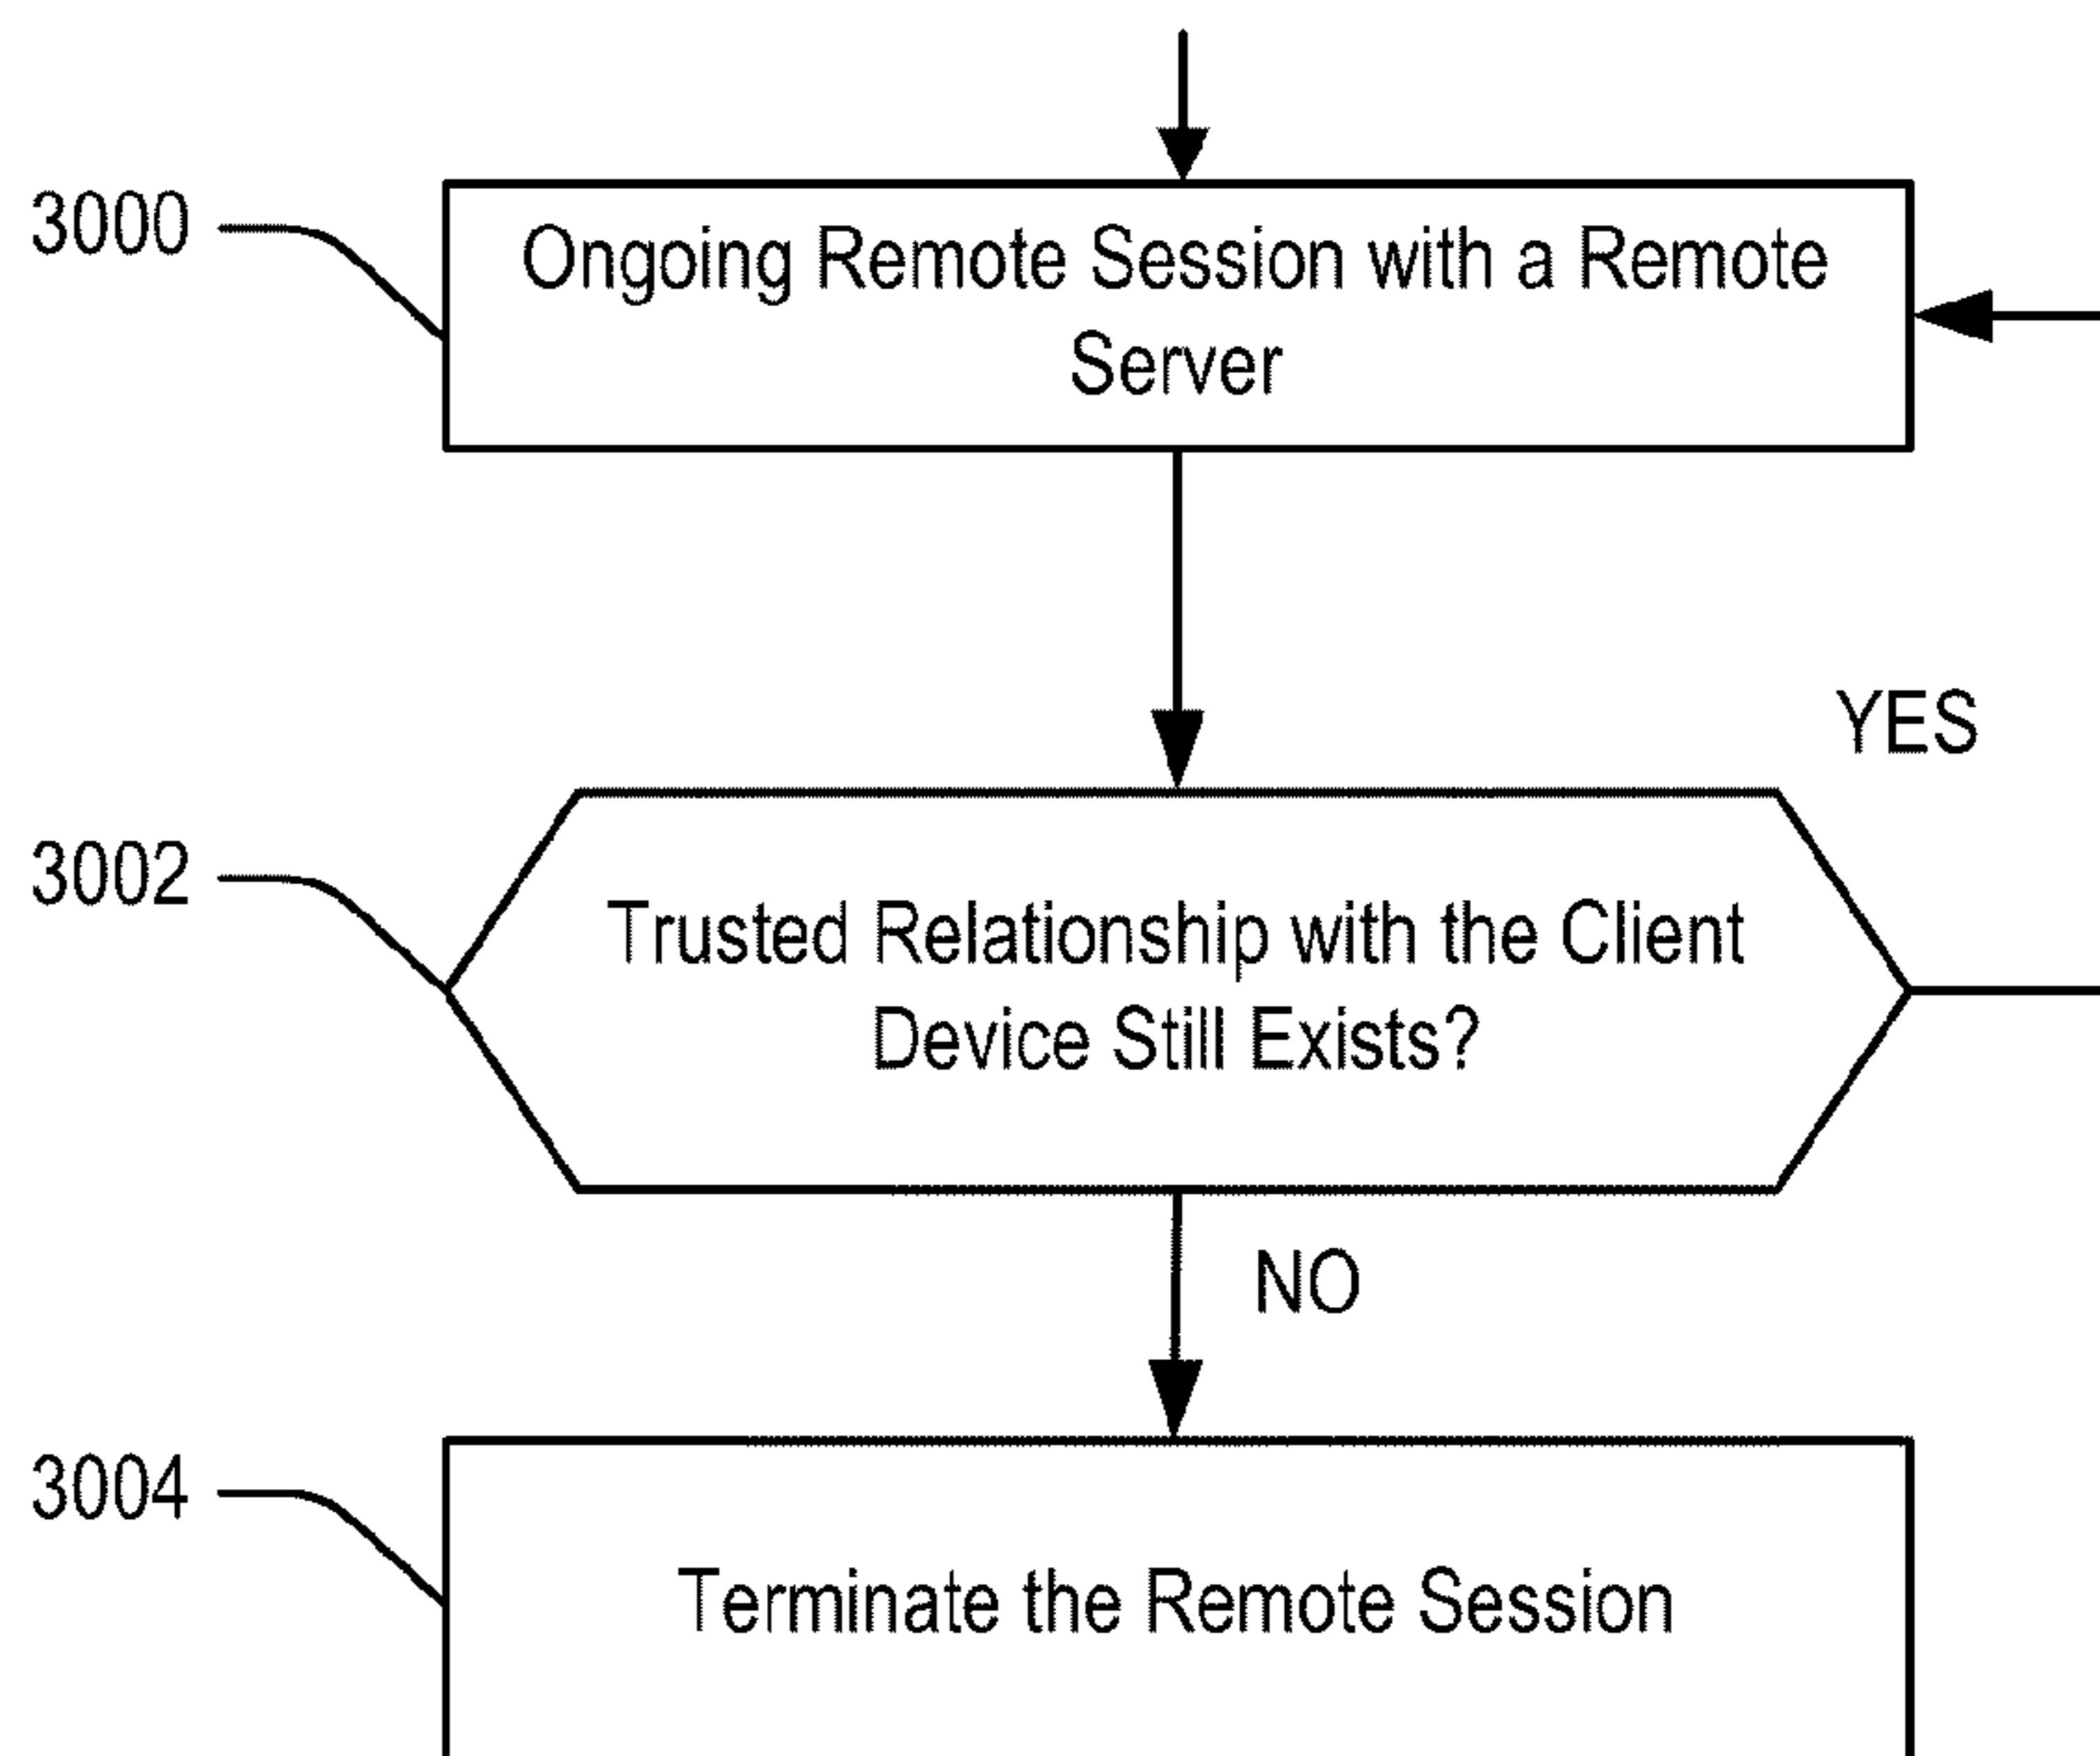 3000
Ongoing Remote Session with a Remote
Server
YES
3002
Trusted Relationship with the Client
Device Still Exists?
NO
3004
Terminate the Remote Session